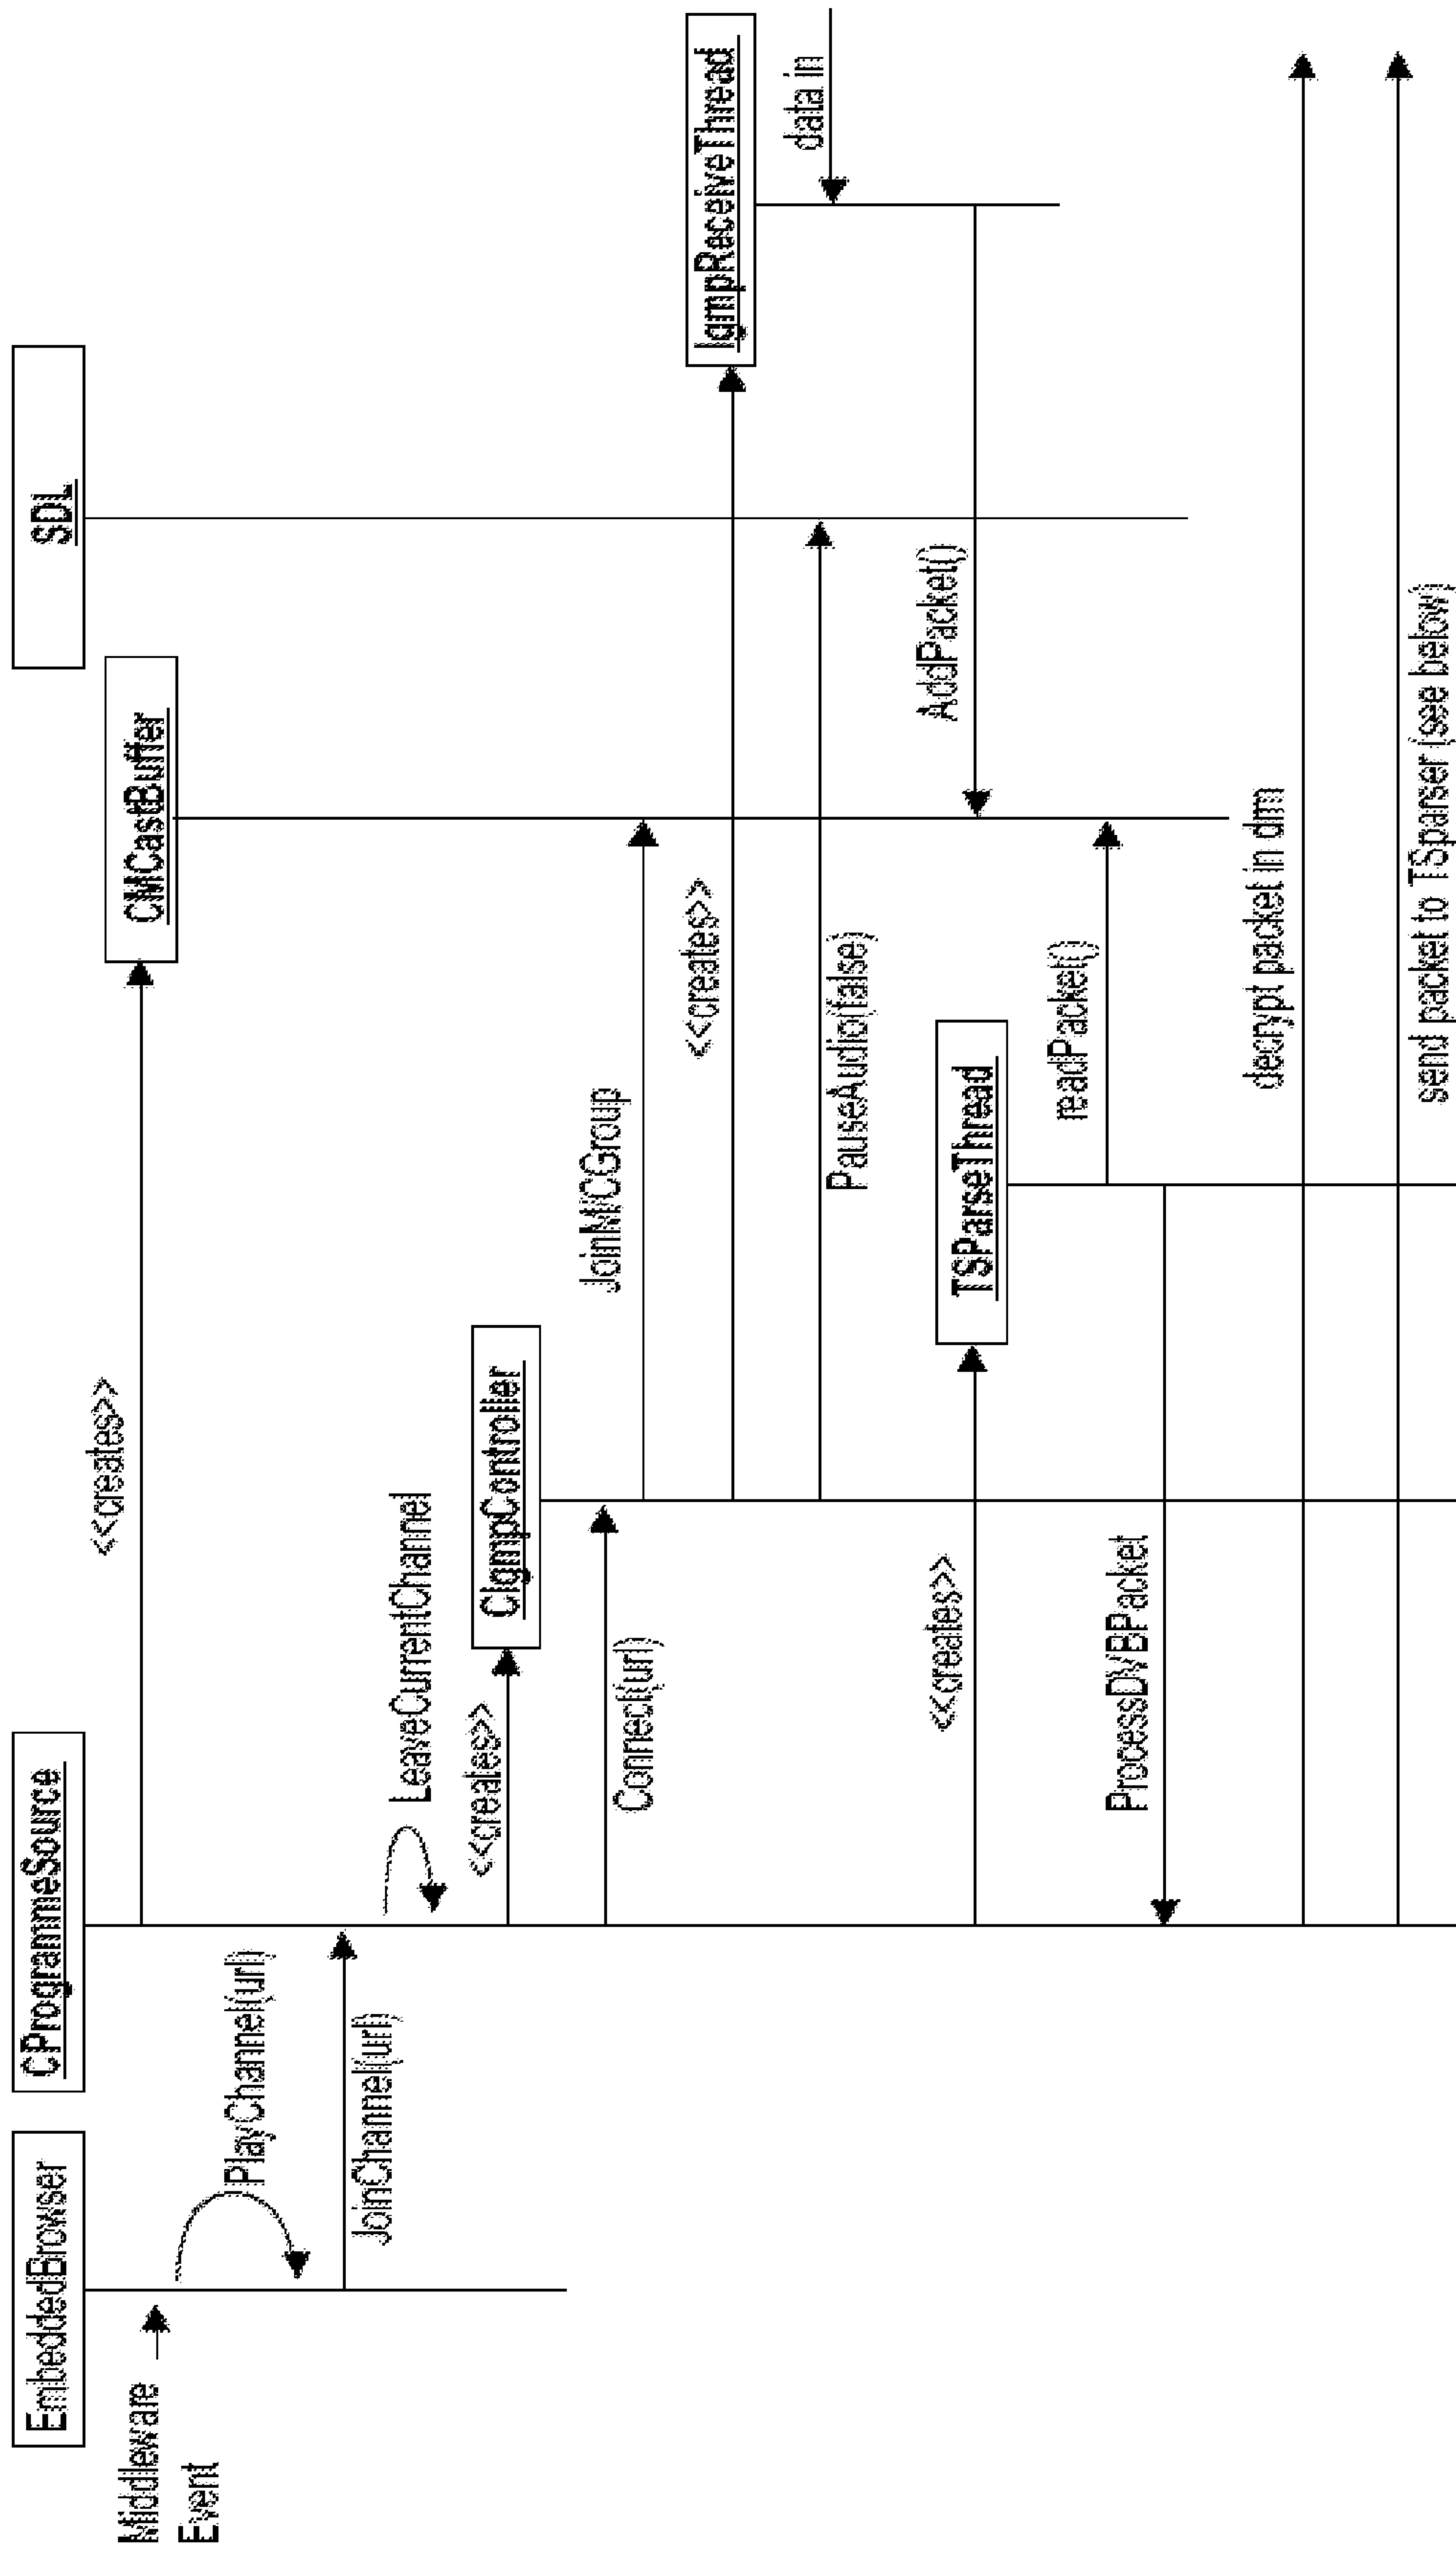 EmbeddedBrowser
CProgrammeSource
SDL
Middleware
Event
<<creates>>
CMCastBuffer
PlayChannel(url)
JoinChannel(url)
LeaveCurrentChannel
<<creates>>
CIgmpController
Connect(url)
JoinMCGroup
<<creates>>
IgmpReceiveThread
data in
PauseAudio(false)
AddPacket()
<<creates>>
TSParseThread
readPacket()
ProcessDVBPacket
decrypt packet in dm
send packet to TSparser (see below)